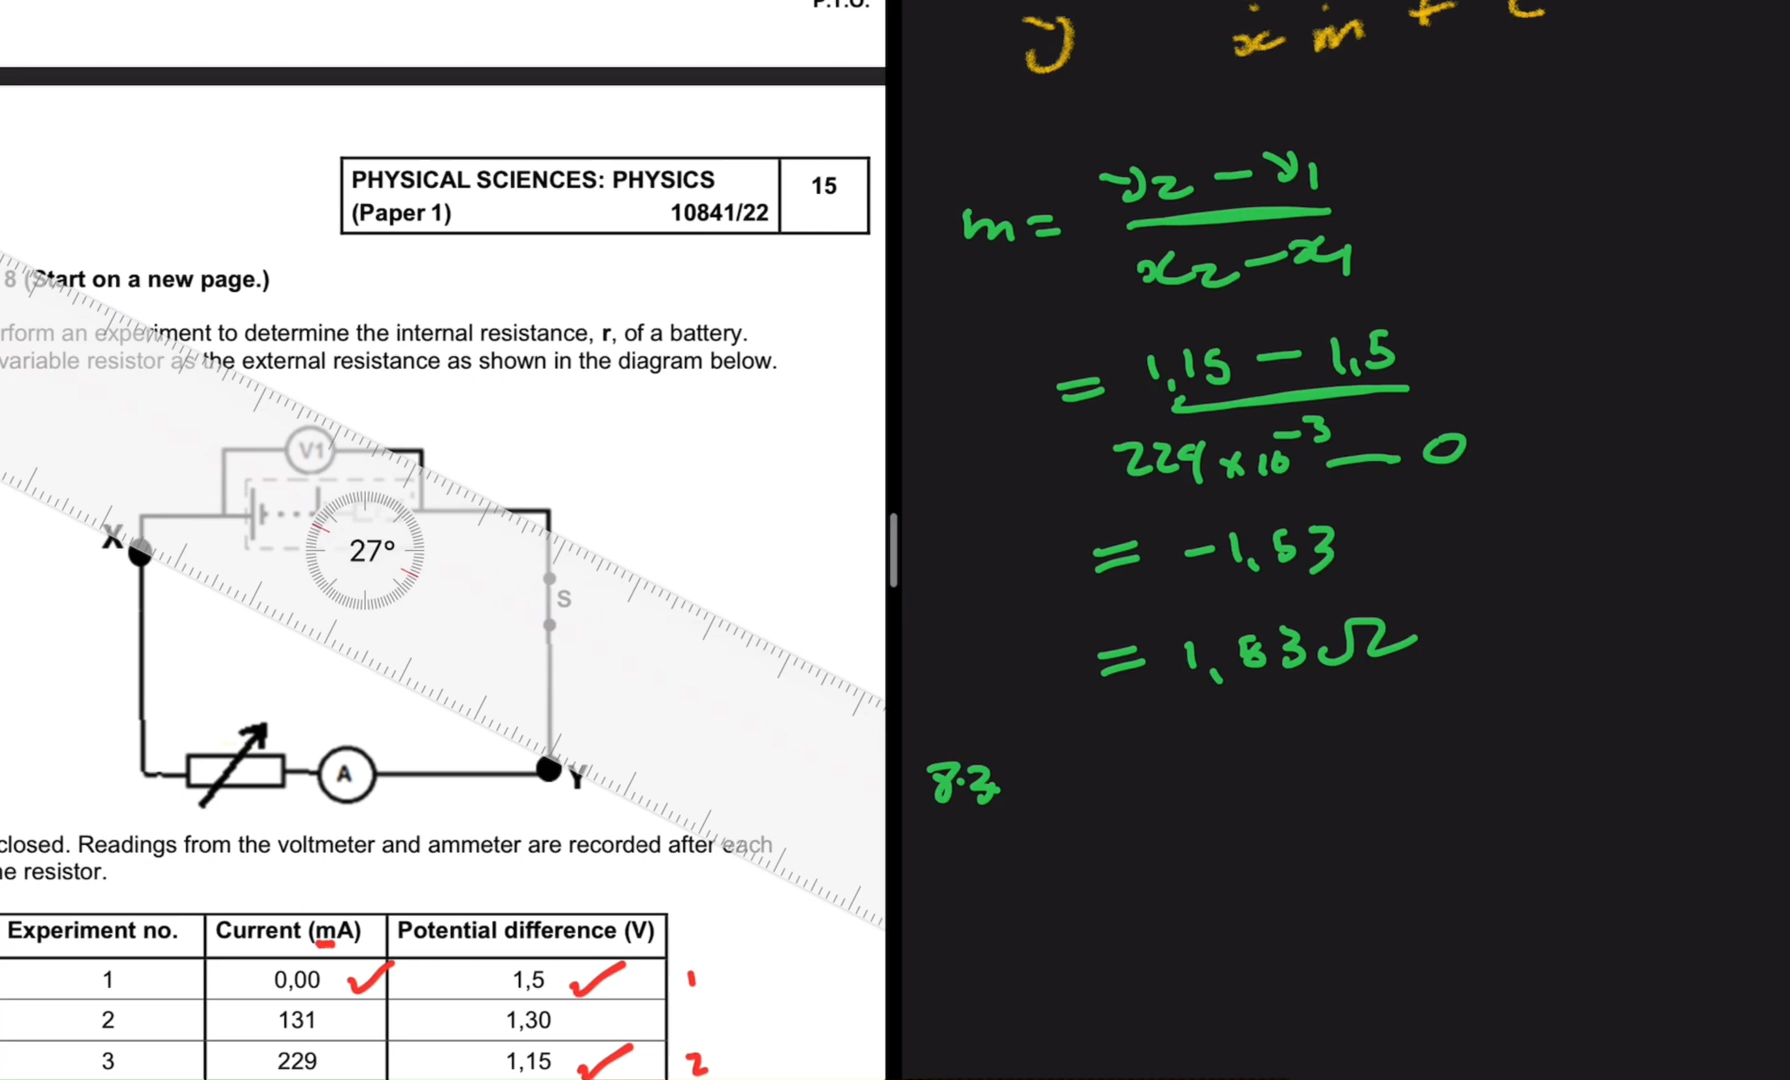 P.T.O.
PHYSICAL SCIENCES: PHYSICS
(Paper 1) 10841/22
15
8 (Start on a new page.)
rform an experiment to determine the internal resistance, r, of a battery.
variable resistor as the external resistance as shown in the diagram below.
V1
X
27°
S
A
Y
closed. Readings from the voltmeter and ammeter are recorded after each
e resistor.
Experiment no. Current (mA) Potential difference (V)
1 0,00 1,5 1
2 131 1,30
3 229 1,15 2
y x m + c
m = y2 - y1
x2 - x1
= 1,15 - 1,5
229 x 10^-3 - 0
= -1,53
= 1,53 Ω
8.3